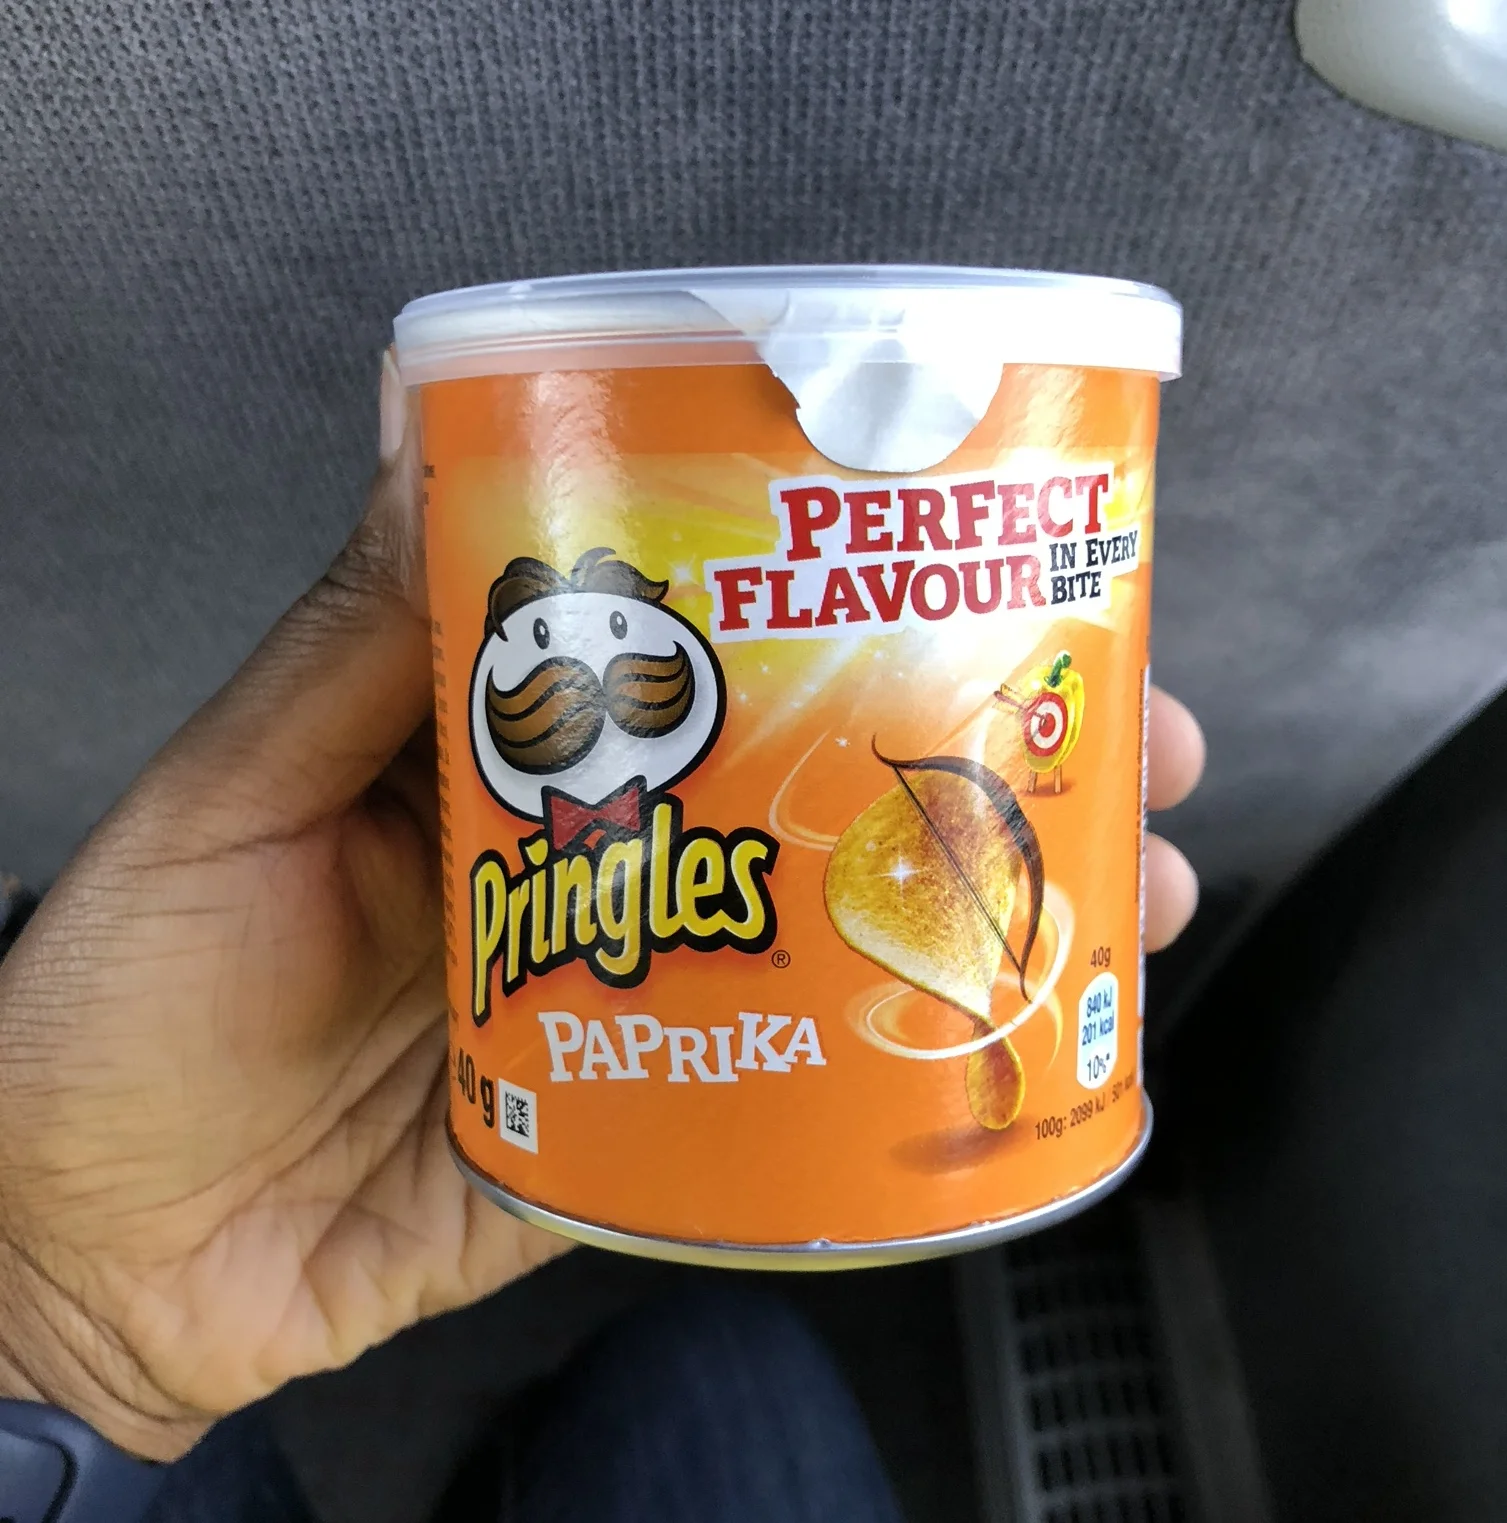 PERFECT
FLAVOUR IN EVERY
BITE
Pringles®
PAPRIKA
40 g
40g
840 kJ
201 kcal
10%*
100g: 2099 kJ